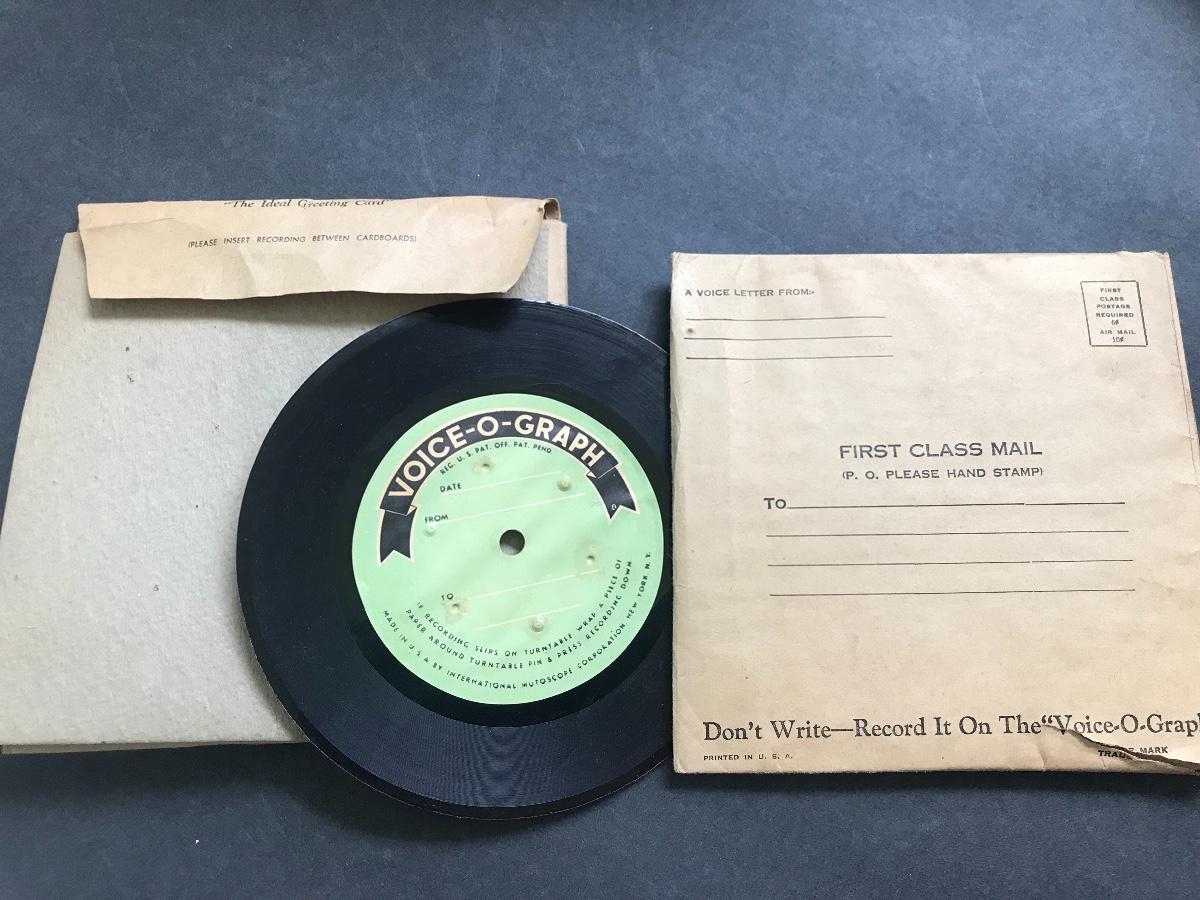 "The Ideal Greeting Card"
(PLEASE INSERT RECORDING BETWEEN CARDBOARDS)
VOICE-O-GRAPH
REG. U. S. PAT. OFF. PAT. PEND
DATE
FROM
TO
IF RECORDING SLIPS ON TURNTABLE WRAP A PIECE OF
PAPER AROUND TURNTABLE PIN & PRESS RECORDING DOWN
MADE IN U.S.A BY INTERNATIONAL MUTOSCOPE CORPORATION, NEW YORK, N. Y.
A VOICE LETTER FROM:-
FIRST
CLASS
POSTAGE
REQUIRED
6¢
AIR MAIL
10¢
FIRST CLASS MAIL
(P. O. PLEASE HAND STAMP)
To
Don't Write—Record It On The "Voice-O-Graph
MARK
PRINTED IN U. S. A.